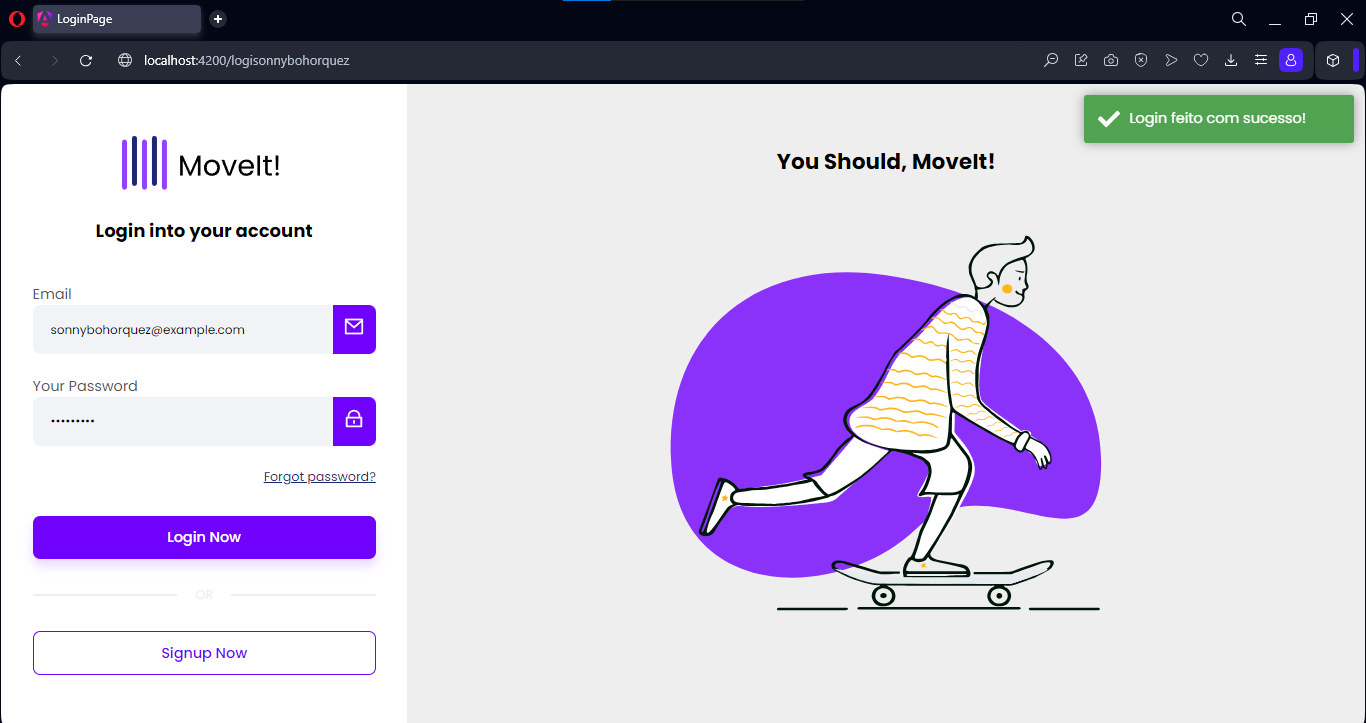 LoginPage
localhost:4200/logisonnybohorquez
MoveIt!
Login into your account
Email
sonnybohorquez@example.com
Your Password
Forgot password?
Login Now
OR
Signup Now
Login feito com sucesso!
You Should, MoveIt!